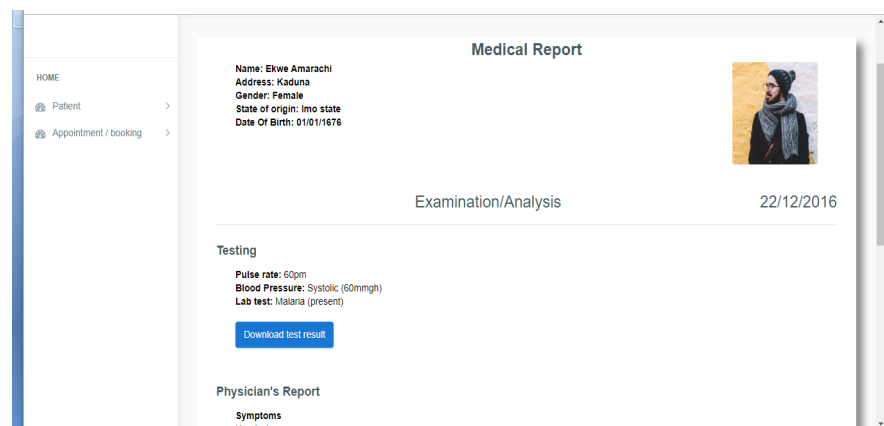 Medical Report
HOME
Patient
Appointment / booking
Name: Ekwe Amarachi
Address: Kaduna
Gender: Female
State of origin: Imo state
Date Of Birth: 01/01/1676
Examination/Analysis 22/12/2016
Testing
Pulse rate: 60pm
Blood Pressure: Systolic (60mmgh)
Lab test: Malaria (present)
Download test result
Physician's Report
Symptoms